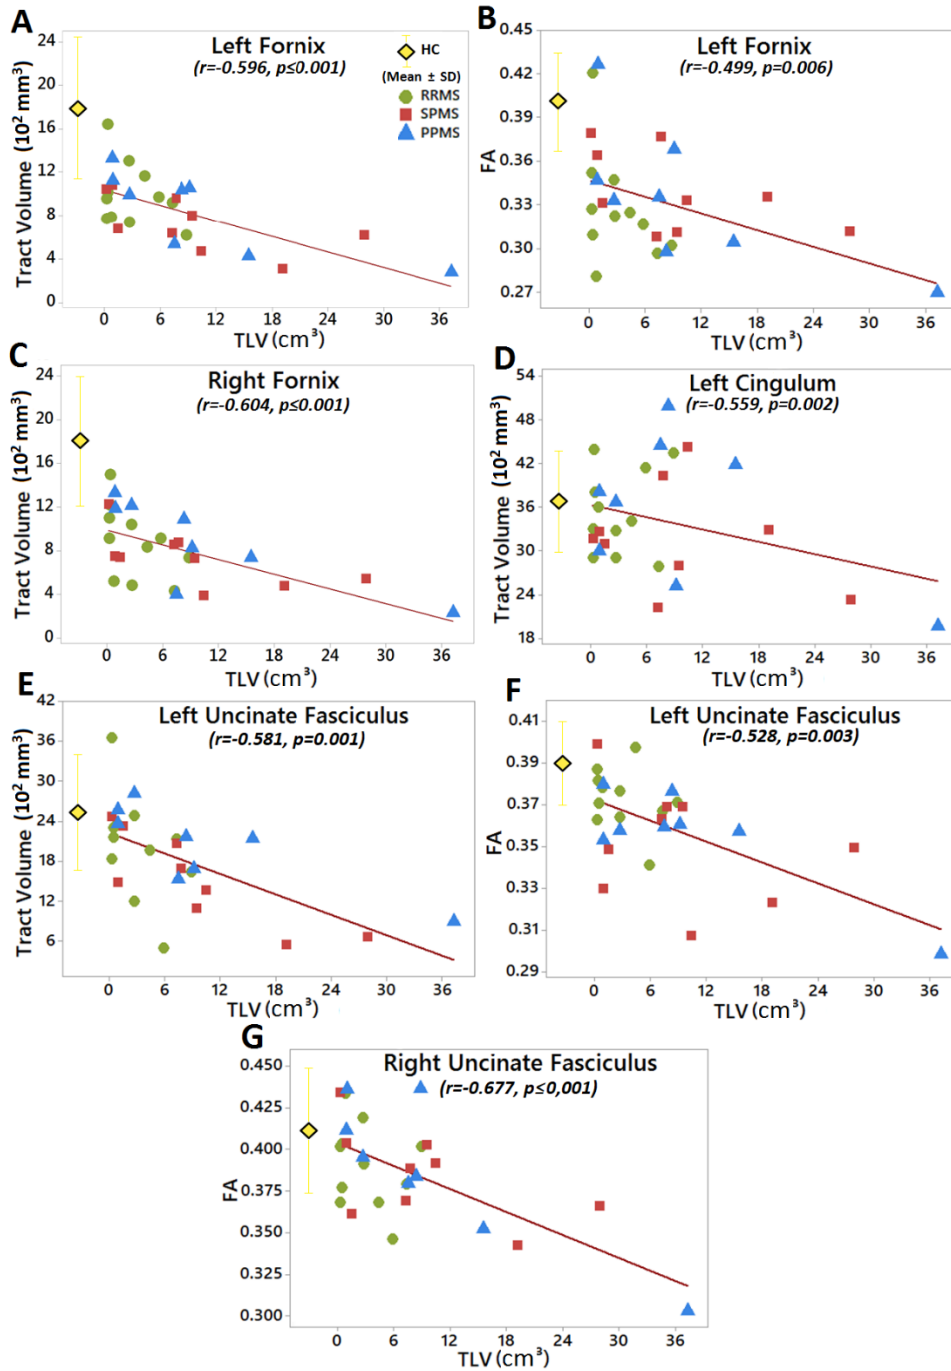 A
Left Fornix
(r=-0.596, p≤0.001)
HC
(Mean ± SD)
RRMS
SPMS
PPMS
Tract Volume (10² mm³)
24
20
16
12
8
4
0
0 6 12 18 24 30 36
TLV (cm³)
B
Left Fornix
(r=-0.499, p=0.006)
FA
0.45
0.42
0.39
0.36
0.33
0.30
0.27
0 6 12 18 24 30 36
TLV (cm³)
C
Right Fornix
(r=-0.604, p≤0.001)
Tract Volume (10² mm³)
24
20
16
12
8
4
0
0 6 12 18 24 30 36
TLV (cm³)
D
Left Cingulum
(r=-0.559, p=0.002)
Tract Volume (10² mm³)
54
48
42
36
30
24
18
0 6 12 18 24 30 36
TLV (cm³)
E
Left Uncinate Fasciculus
(r=-0.581, p=0.001)
Tract Volume (10² mm³)
42
36
30
24
18
12
6
0 6 12 18 24 30 36
TLV (cm³)
F
Left Uncinate Fasciculus
(r=-0.528, p=0.003)
FA
0.41
0.39
0.37
0.35
0.33
0.31
0.29
0 6 12 18 24 30 36
TLV (cm³)
G
Right Uncinate Fasciculus
(r=-0.677, p≤0,001)
FA
0.450
0.425
0.400
0.375
0.350
0.325
0.300
0 6 12 18 24 30 36
TLV (cm³)